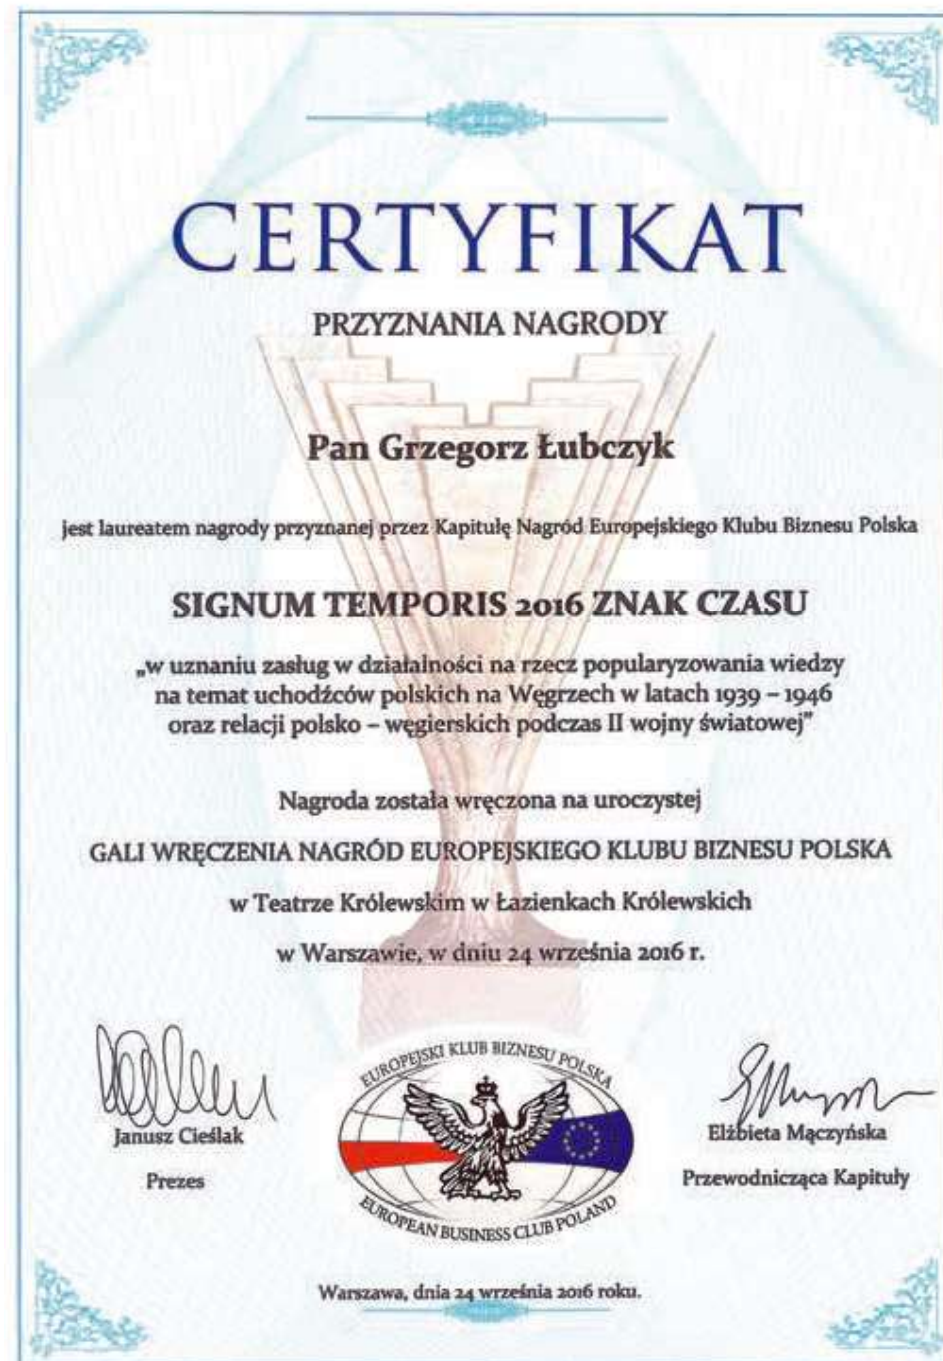 CERTYFIKAT
PRZYZNANIA NAGRODY
Pan Grzegorz Łubczyk
jest laureatem nagrody przyznanej przez Kapitułę Nagród Europejskiego Klubu Biznesu Polska
SIGNUM TEMPORIS 2016 ZNAK CZASU
„w uznaniu zasług w działalności na rzecz popularyzowania wiedzy
na temat uchodźców polskich na Węgrzech w latach 1939 – 1946
oraz relacji polsko – węgierskich podczas II wojny światowej”
Nagroda została wręczona na uroczystej
GALI WRĘCZENIA NAGRÓD EUROPEJSKIEGO KLUBU BIZNESU POLSKA
w Teatrze Królewskim w Łazienkach Królewskich
w Warszawie, w dniu 24 września 2016 r.
EUROPEJSKI KLUB BIZNESU POLSKA
EUROPEAN BUSINESS CLUB POLAND
Janusz Cieślak
Prezes
Elżbieta Mączyńska
Przewodnicząca Kapituły
Warszawa, dnia 24 września 2016 roku.